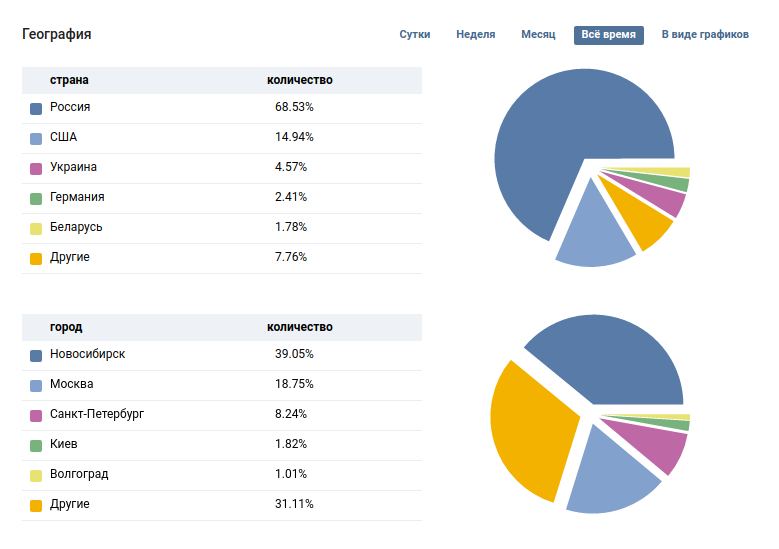 География Сутки Неделя Месяц Всё время В виде графиков
страна количество
Россия 68.53%
США 14.94%
Украина 4.57%
Германия 2.41%
Беларусь 1.78%
Другие 7.76%
город количество
Новосибирск 39.05%
Москва 18.75%
Санкт-Петербург 8.24%
Киев 1.82%
Волгоград 1.01%
Другие 31.11%